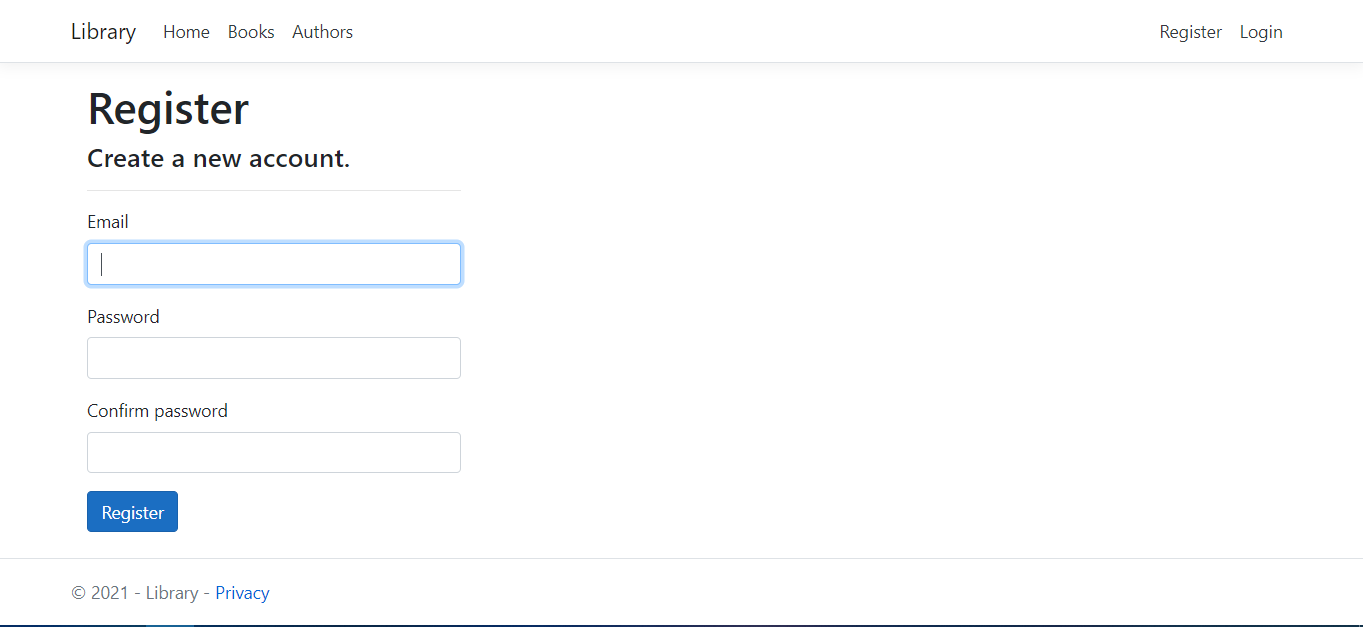 Library Home Books Authors Register Login
Register
Create a new account.
Email
Password
Confirm password
Register
© 2021 - Library - Privacy